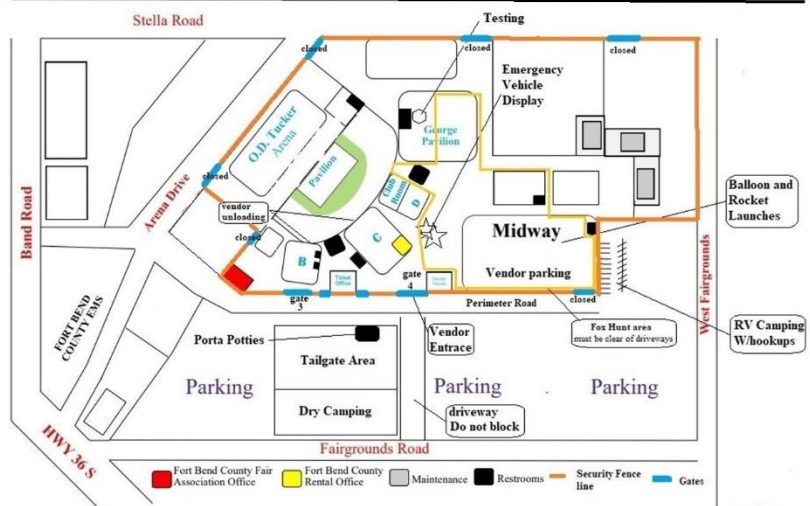 Stella Road
Testing
closed
closed
closed
Emergency
Vehicle
Display
O.D. Tucker
Arena
George
Pavilion
Pavilion
closed
Arena Drive
Club
Room
D
vendor
unloading
Balloon and
Rocket
Launches
Band Road
closed
C
B
Midway
Ticket
Office
gate
4
Vendor parking
gate
3
closed
Perimeter Road
West Fairgrounds
FORT BEND
COUNTY EMS
Porta Potties
Vendor
Entrace
Fox Hunt area
must be clear of driveways
RV Camping
W/hookups
Tailgate Area
Parking
Parking
Parking
Dry Camping
driveway
Do not block
HWY 36 S
Fairgrounds Road
Fort Bend County Fair
Association Office
Fort Bend County
Rental Office
Maintenance
Restrooms
Security Fence
line
Gates